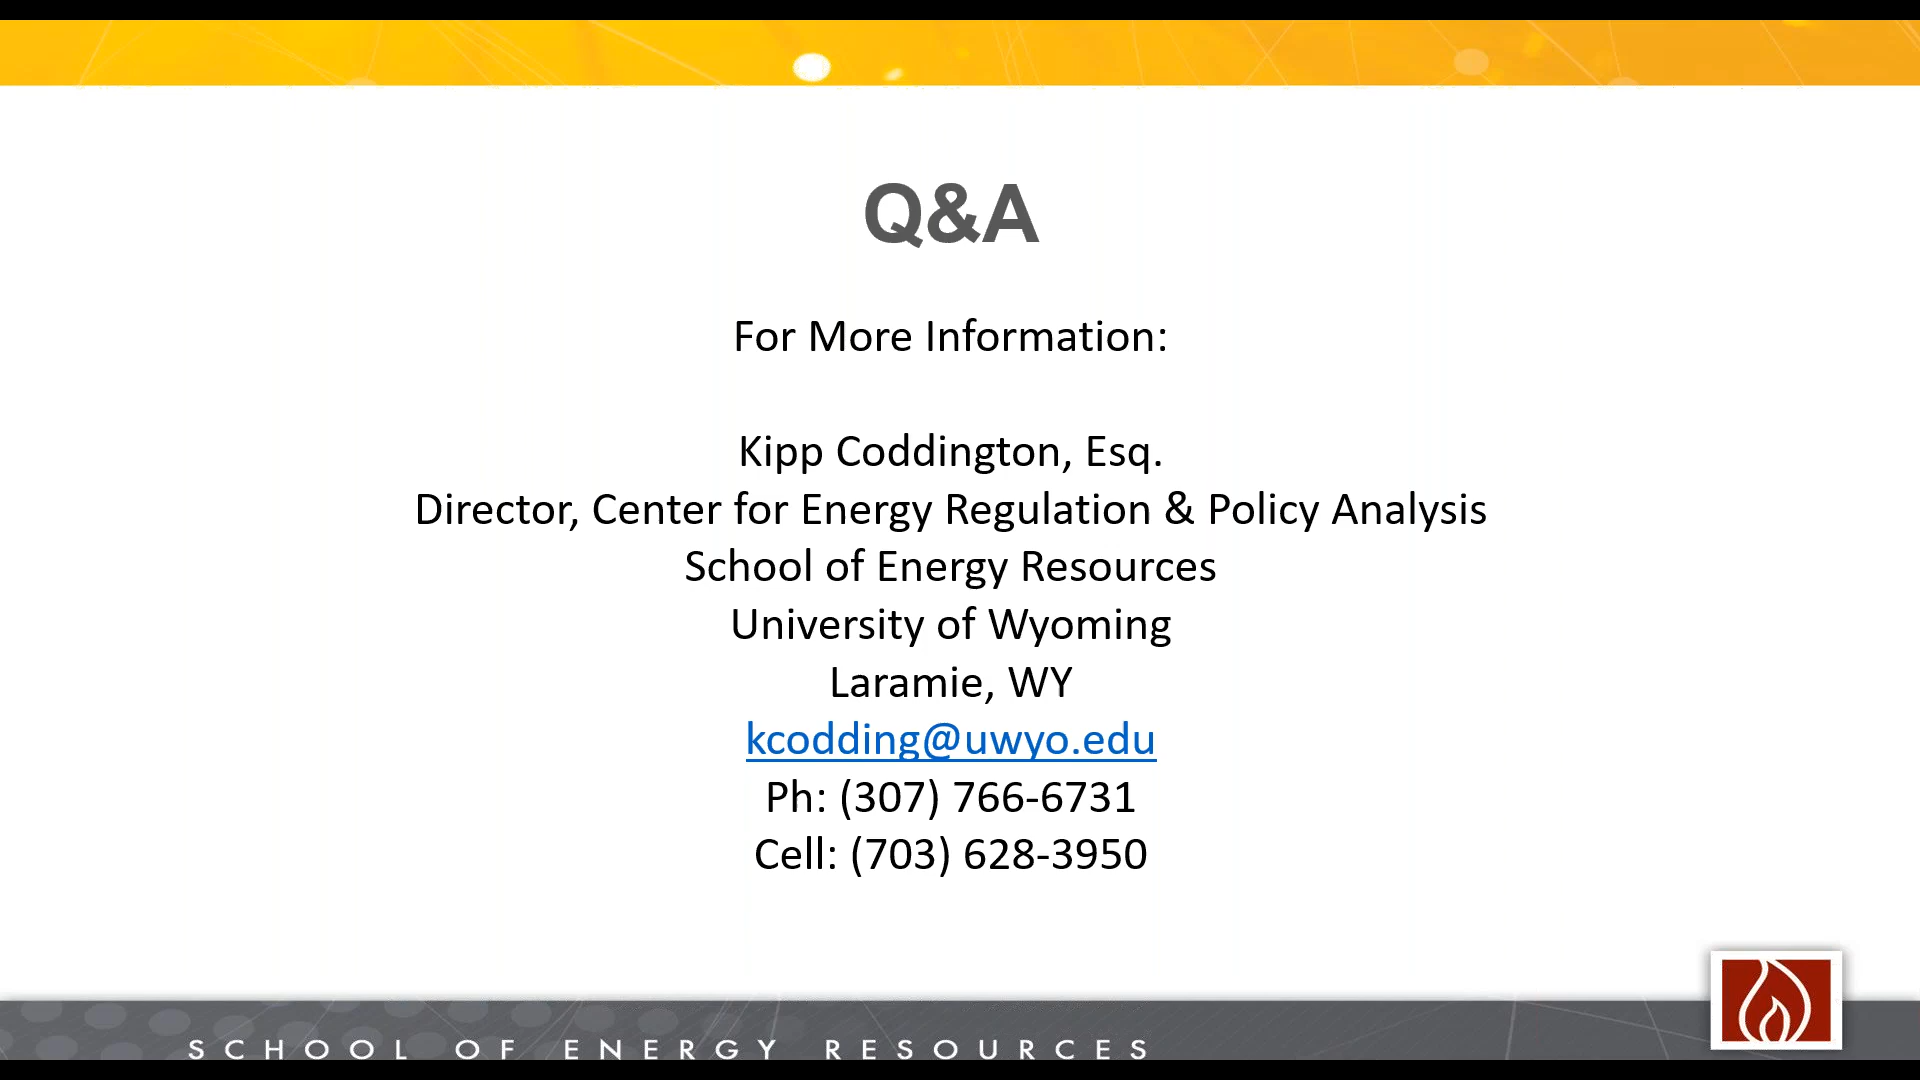 Q&A
For More Information:
Kipp Coddington, Esq.
Director, Center for Energy Regulation & Policy Analysis
School of Energy Resources
University of Wyoming
Laramie, WY
kcodding@uwyo.edu
Ph: (307) 766-6731
Cell: (703) 628-3950
SCHOOL OF ENERGY RESOURCES